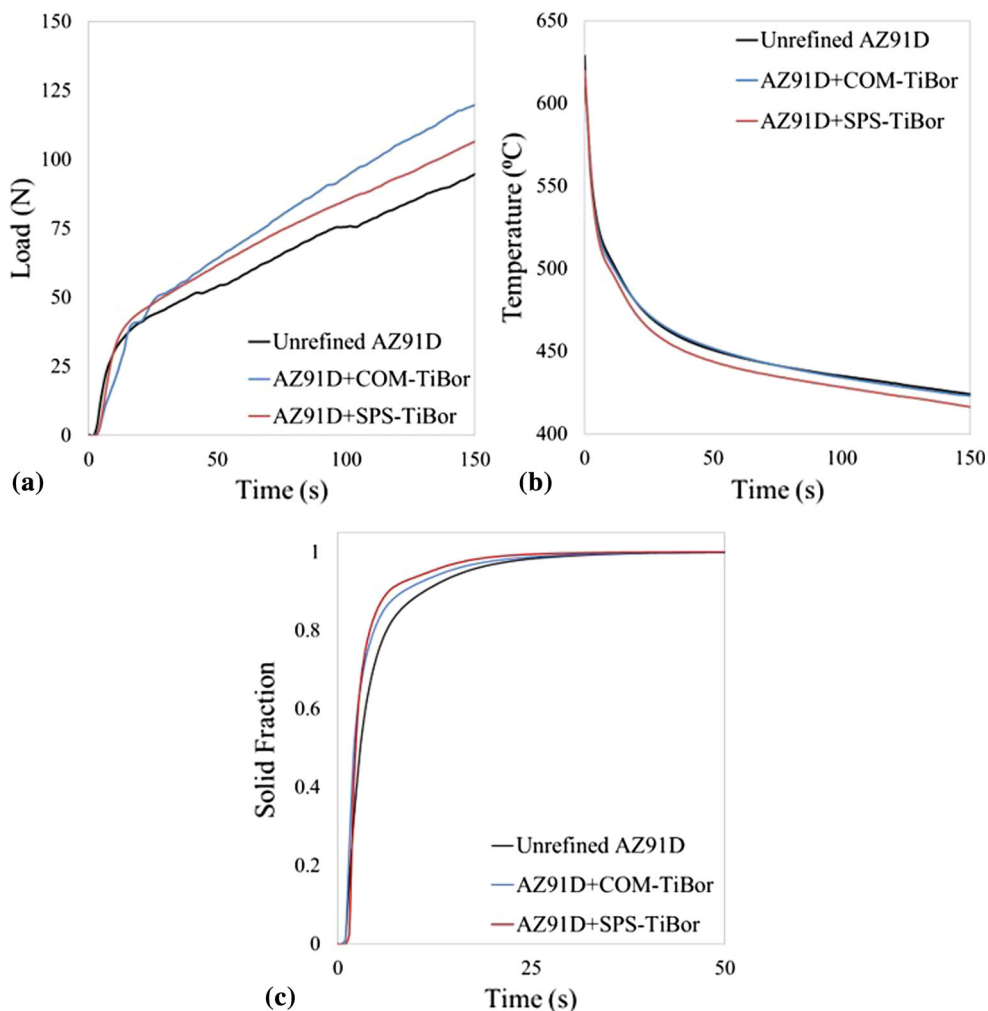 150
125
100
75
50
25
0
Load (N)
Unrefined AZ91D
AZ91D+COM-TiBor
AZ91D+SPS-TiBor
0 50 100 150
Time (s)
(a)
650
600
550
500
450
400
Temperature (ºC)
Unrefined AZ91D
AZ91D+COM-TiBor
AZ91D+SPS-TiBor
0 50 100 150
Time (s)
(b)
1
0.8
0.6
0.4
0.2
0
Solid Fraction
Unrefined AZ91D
AZ91D+COM-TiBor
AZ91D+SPS-TiBor
0 25 50
Time (s)
(c)